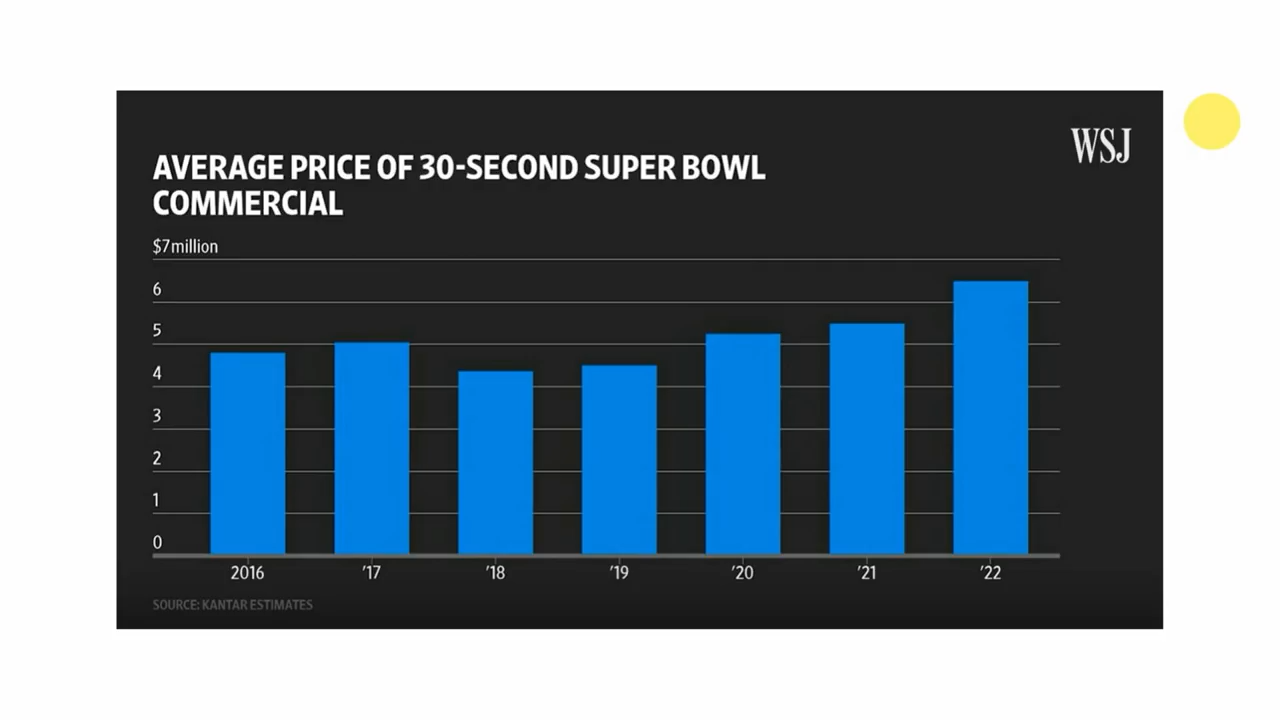 WSJ
AVERAGE PRICE OF 30-SECOND SUPER BOWL
COMMERCIAL
$7million
6
5
4
3
2
1
0
2016 '17 '18 '19 '20 '21 '22
SOURCE: KANTAR ESTIMATES